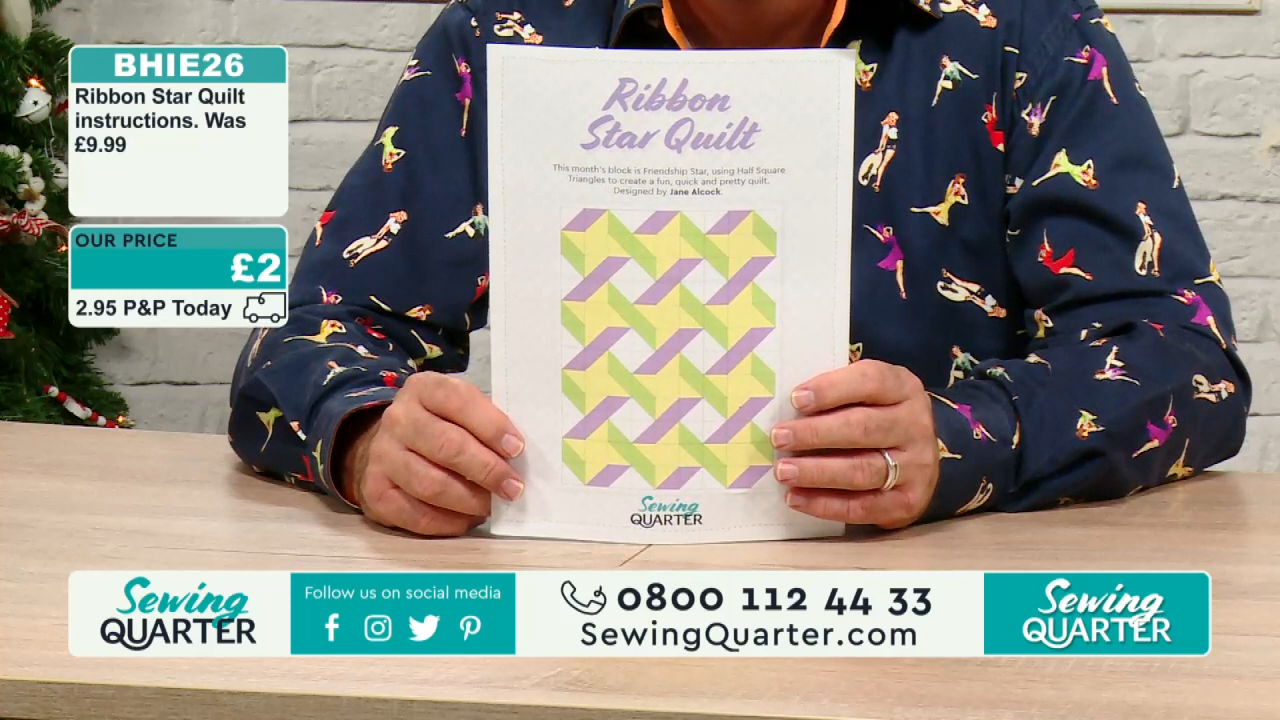 BHIE26
Ribbon Star Quilt
instructions. Was
£9.99
OUR PRICE
£2
2.95 P&P Today
Ribbon
Star Quilt
This month's block is Friendship Star, using Half Square
Triangles to create a fun, quick and pretty quilt.
Designed by Jane Alcock.
Sewing
QUARTER
Sewing
QUARTER
Follow us on social media
0800 112 44 33
SewingQuarter.com
Sewing
QUARTER